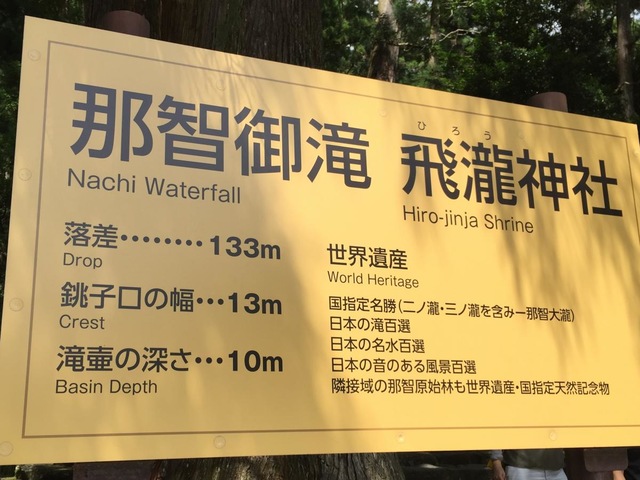 那智御滝
Nachi Waterfall
落差・・・・・・・・133m
Drop
銚子口の幅・・・13m
Crest
滝壷の深さ・・・10m
Basin Depth
ひろう
飛瀧神社
Hiro-jinja Shrine
世界遺産
World Heritage
国指定名勝(二ノ瀧・三ノ瀧を含みー那智大瀧)
日本の滝百選
日本の名水百選
日本の音のある風景百選
隣接域の那智原始林も世界遺産・国指定天然記念物